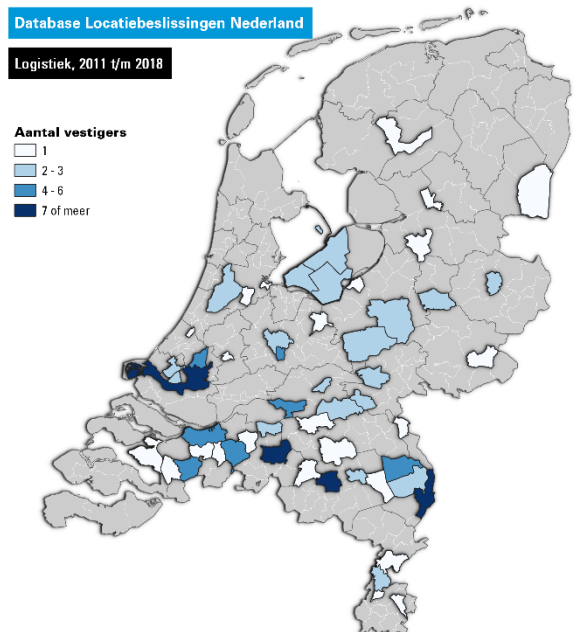 Database Locatiebeslissingen Nederland
Logistiek, 2011 t/m 2018
Aantal vestigers
1
2 - 3
4 - 6
7 of meer